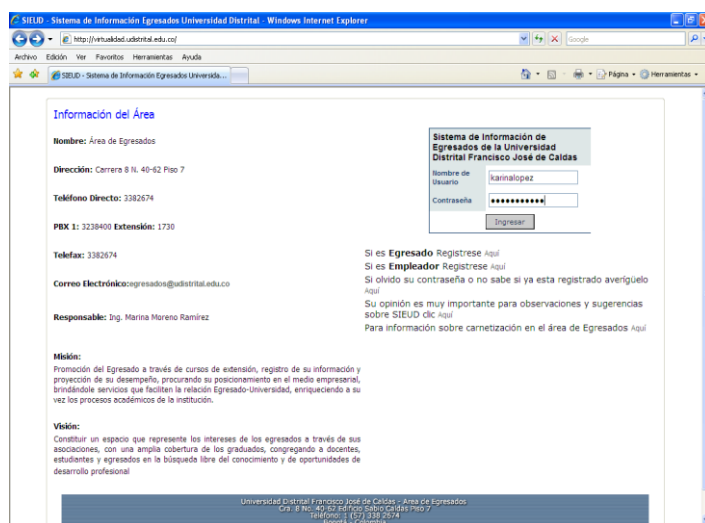 SIEUD - Sistema de Información Egresados Universidad Distrital - Windows Internet Explorer
http://virtualidad.udistrital.edu.co/
Google
Archivo Edición Ver Favoritos Herramientas Ayuda
SIEUD - Sistema de Información Egresados Universida...
Página Herramientas
Información del Área
Nombre: Área de Egresados
Dirección: Carrera 8 N. 40-62 Piso 7
Teléfono Directo: 3382674
PBX 1: 3238400 Extensión: 1730
Telefax: 3382674
Correo Electrónico:egresados@udistrital.edu.co
Responsable: Ing. Marina Moreno Ramírez
Misión:
Promoción del Egresado a través de cursos de extensión, registro de su información y
proyección de su desempeño, procurando su posicionamiento en el medio empresarial,
brindándole servicios que faciliten la relación Egresado-Universidad, enriqueciendo a su
vez los procesos académicos de la institución.
Visión:
Constituir un espacio que represente los intereses de los egresados a través de sus
asociaciones, con una amplia cobertura de los graduados, congregando a docentes,
estudiantes y egresados en la búsqueda libre del conocimiento y de oportunidades de
desarrollo profesional
Sistema de Información de
Egresados de la Universidad
Distrital Francisco José de Caldas
Nombre de
Usuario
karinalopez
Contraseña
•••••••••••
Ingresar
Si es Egresado Registrese Aquí
Si es Empleador Registrese Aquí
Si olvido su contraseña o no sabe si ya esta registrado averígüelo
Aquí
Su opinión es muy importante para observaciones y sugerencias
sobre SIEUD clic Aquí
Para información sobre carnetización en el área de Egresados Aquí
Universidad Distrital Francisco José de Caldas - Area de Egresados
Cra. 8 No. 40-62 Edificio Sabio Caldas Piso 7
Teléfono: 1 (57) 338 2674
Bogotá - Colombia